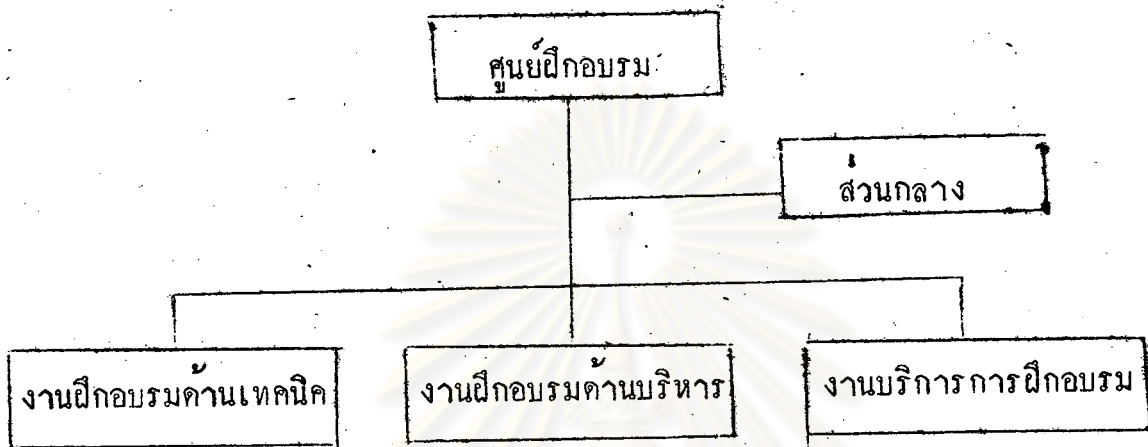 ศูนย์ฝึกอบรม
ส่วนกลาง
งานฝึกอบรมด้านเทคนิค
งานฝึกอบรมด้านบริหาร
งานบริการการฝึกอบรม